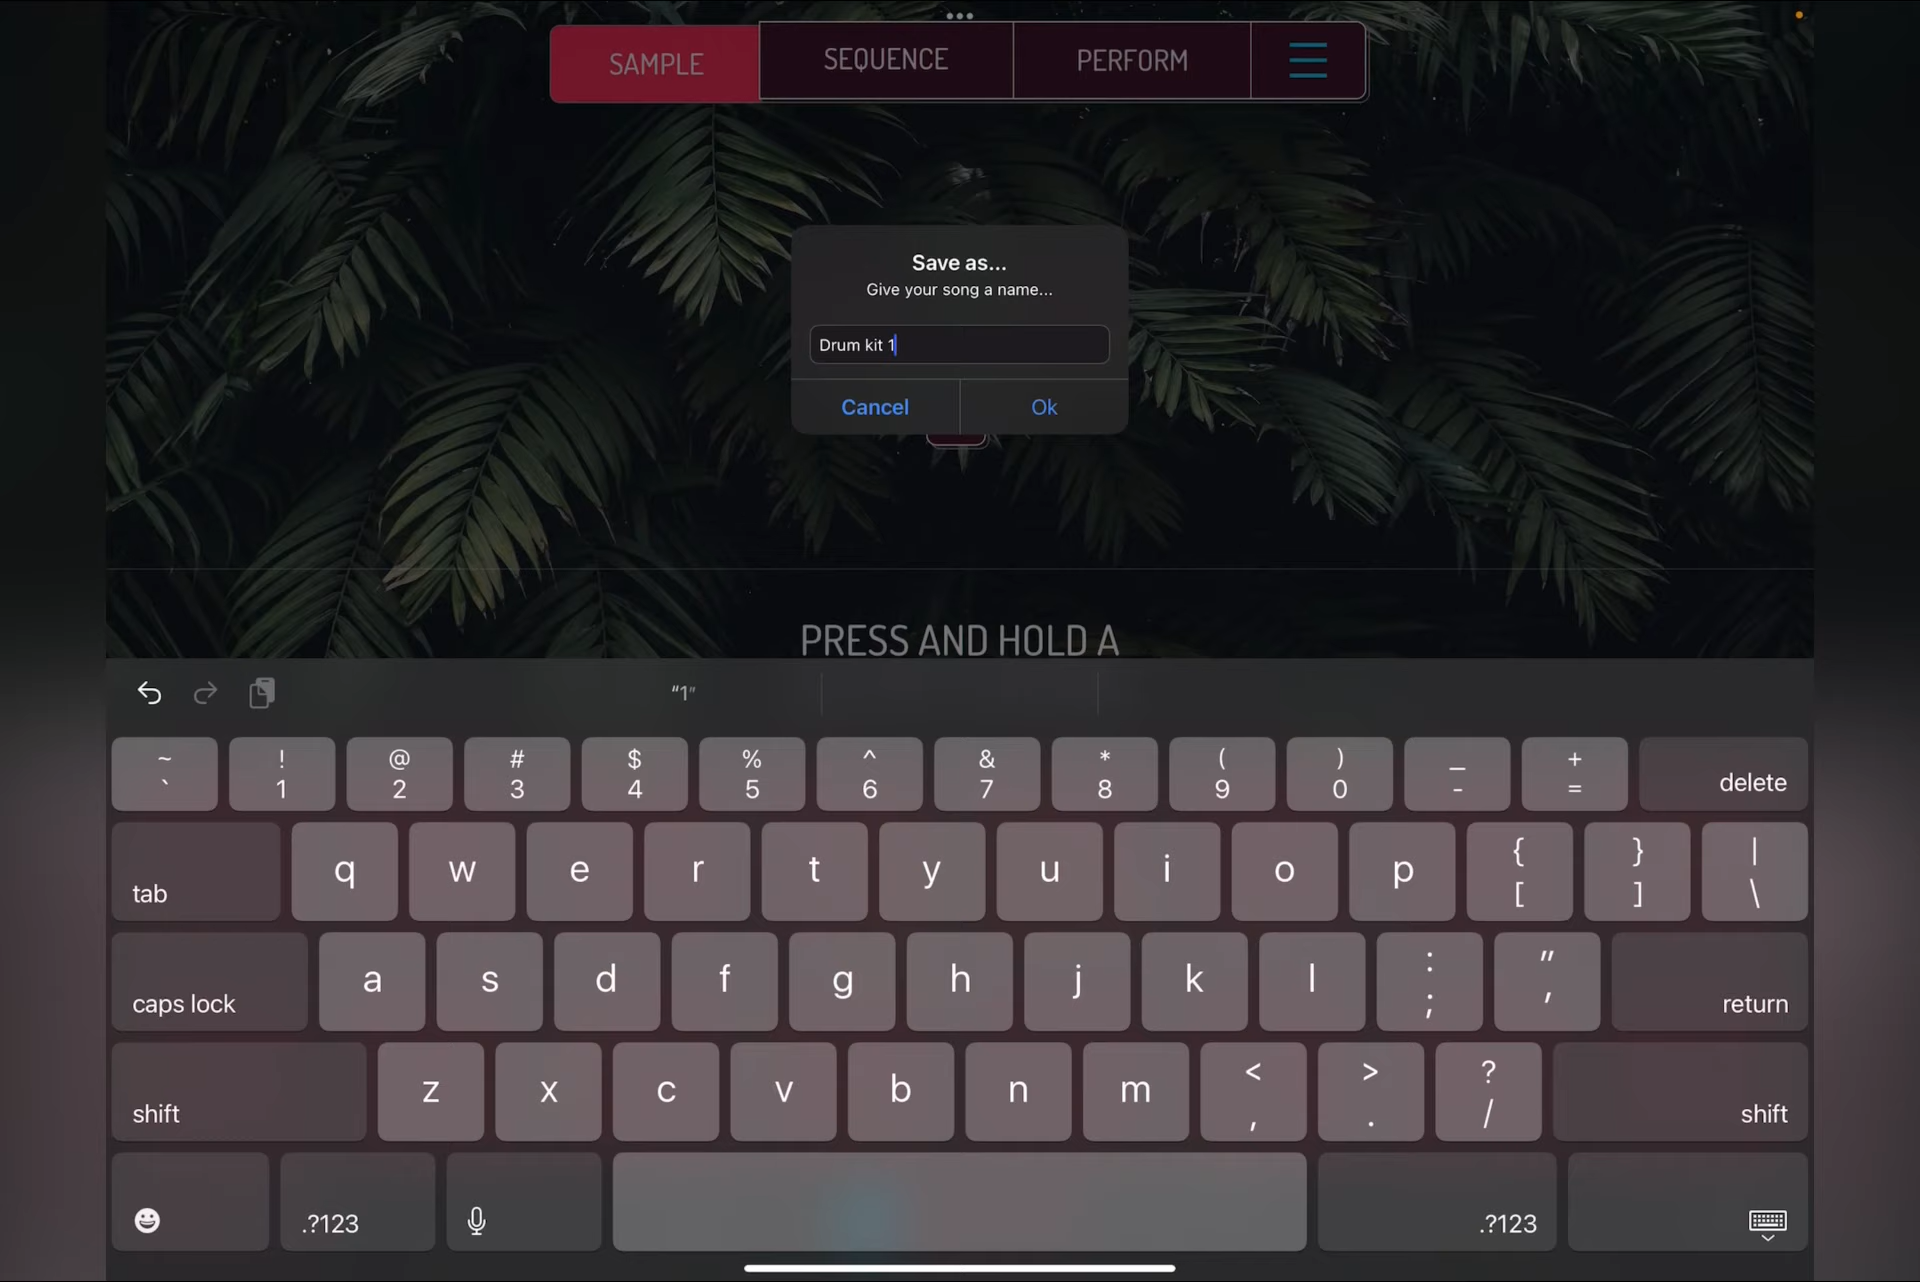 SAMPLE SEQUENCE PERFORM
Save as...
Give your song a name...
Drum kit 1
Cancel Ok
PRESS AND HOLD A
“1”
~ ! @ # $ % ^ & * ( ) _ +
` 1 2 3 4 5 6 7 8 9 0 - = delete
tab q w e r t y u i o p { [ } ] | \
caps lock a s d f g h j k l : ; " ' return
shift z x c v b n m < , > . ? / shift
.?123 .?123